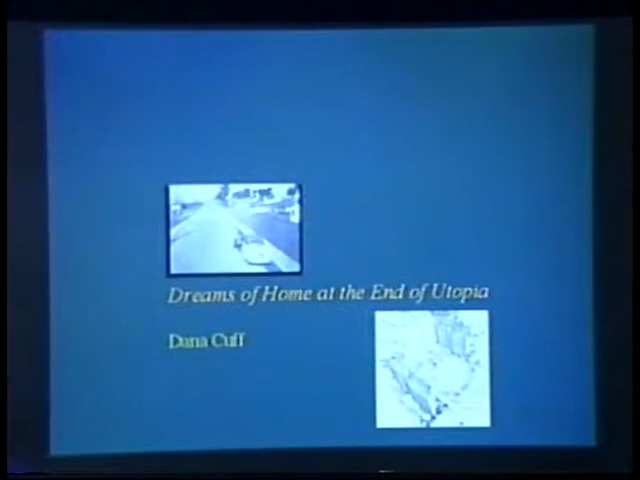 Dreams of Home at the End of Utopia
Dana Cuff